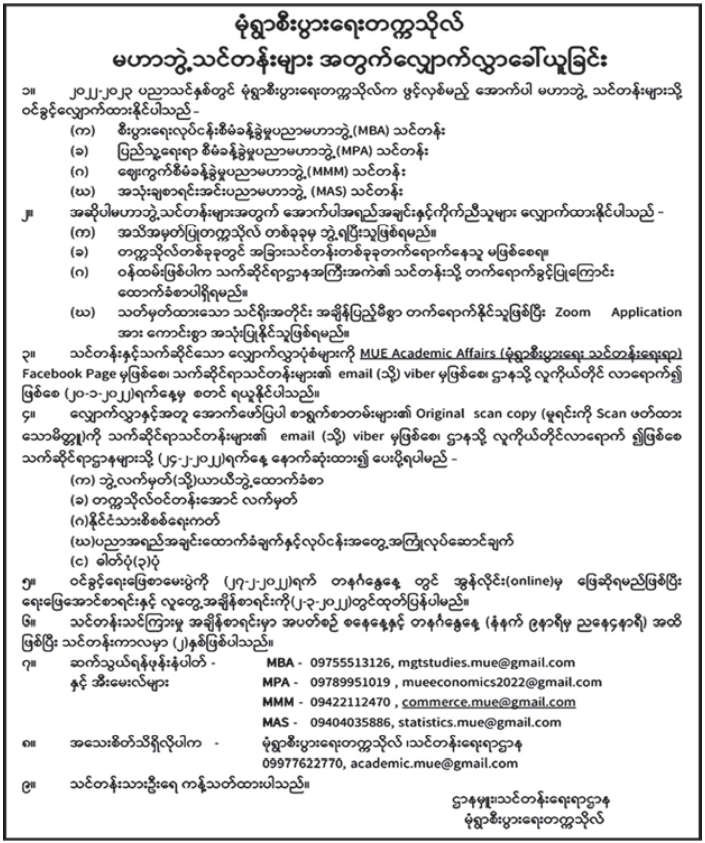 မုံရွာစီးပွားရေးတက္ကသိုလ်
မဟာဘွဲ့သင်တန်းများ အတွက်လျှောက်လွှာခေါ်ယူခြင်း
၁။ ၂၀၂၂-၂၀၂၃ ပညာသင်နှစ်တွင် မုံရွာစီးပွားရေးတက္ကသိုလ်က ဖွင့်လှစ်မည့် အောက်ပါ မဟာဘွဲ့ သင်တန်းများသို့
ဝင်ခွင့်လျှောက်ထားနိုင်ပါသည် –
(က) စီးပွားရေးလုပ်ငန်းစီမံခန့်ခွဲမှုပညာမဟာဘွဲ့(MBA) သင်တန်း
(ခ) ပြည်သူ့ရေးရာ စီမံခန့်ခွဲမှုပညာမဟာဘွဲ့(MPA) သင်တန်း
(ဂ) ဈေးကွက်စီမံခန့်ခွဲမှုပညာမဟာဘွဲ့(MMM) သင်တန်း
(ဃ) အသုံးချစာရင်းအင်းပညာမဟာဘွဲ့ (MAS) သင်တန်း
၂။ အဆိုပါမဟာဘွဲ့သင်တန်းများအတွက် အောက်ပါအရည်အချင်းနှင့်ကိုက်ညီသူများ လျှောက်ထားနိုင်ပါသည် –
(က) အသိအမှတ်ပြုတက္ကသိုလ် တစ်ခုခုမှ ဘွဲ့ရပြီးသူဖြစ်ရမည်။
(ခ) တက္ကသိုလ်တစ်ခုခုတွင် အခြားသင်တန်းတစ်ခုခုတက်ရောက်နေသူ မဖြစ်စေရ။
(ဂ) ဝန်ထမ်းဖြစ်ပါက သက်ဆိုင်ရာဌာနအကြီးအကဲ၏ သင်တန်းသို့ တက်ရောက်ခွင့်ပြုကြောင်း
ထောက်ခံစာပါရှိရမည်။
(ဃ) သတ်မှတ်ထားသော သင်ရိုးအတိုင်း အချိန်ပြည့်မီစွာ တက်ရောက်နိုင်သူဖြစ်ပြီး Zoom Application
အား ကောင်းစွာ အသုံးပြုနိုင်သူဖြစ်ရမည်။
၃။ သင်တန်းနှင့်သက်ဆိုင်သော လျှောက်လွှာပုံစံများကို MUE Academic Affairs (မုံရွာစီးပွားရေး သင်တန်းရေးရာ)
Facebook Page မှဖြစ်စေ၊ သက်ဆိုင်ရာသင်တန်းများ၏ email (သို့) viber မှဖြစ်စေ၊ ဌာနသို့ လူကိုယ်တိုင် လာရောက်၍
ဖြစ်စေ (၂၀-၁-၂၀၂၂)ရက်နေ့မှ စတင် ရယူနိုင်ပါသည်။
၄။ လျှောက်လွှာနှင့်အတူ အောက်ဖော်ပြပါ စာရွက်စာတမ်းများ၏ Original scan copy (မူရင်းကို Scan ဖတ်ထား
သောမိတ္တူ)ကို သက်ဆိုင်ရာသင်တန်းများ၏ email (သို့) viber မှဖြစ်စေ၊ ဌာနသို့ လူကိုယ်တိုင်လာရောက် ၍ဖြစ်စေ
သက်ဆိုင်ရာဌာနများသို့ (၂၄-၂-၂၀၂၂)ရက်နေ့ နောက်ဆုံးထား၍ ပေးပို့ရပါမည် –
(က) ဘွဲ့လက်မှတ်(သို့)ယာယီဘွဲ့ထောက်ခံစာ
(ခ) တက္ကသိုလ်ဝင်တန်းအောင် လက်မှတ်
(ဂ)နိုင်ငံသားစိစစ်ရေးကတ်
(ဃ)ပညာအရည်အချင်းထောက်ခံချက်နှင့်လုပ်ငန်းအတွေ့အကြုံလုပ်ဆောင်ချက်
(င) ဓါတ်ပုံ(၃)ပုံ
၅။ ဝင်ခွင့်ရေးဖြေစာမေးပွဲကို (၂၇-၂-၂၀၂၂)ရက် တနင်္ဂနွေနေ့ တွင် အွန်လိုင်း(online)မှ ဖြေဆိုရမည်ဖြစ်ပြီး
ရေးဖြေအောင်စာရင်းနှင့် လူတွေ့အချိန်စာရင်းကို(၂-၃-၂၀၂၂)တွင်ထုတ်ပြန်ပါမည်။
၆။ သင်တန်းသင်ကြားမှု အချိန်စာရင်းမှာ အပတ်စဉ် စနေနေ့နှင့် တနင်္ဂနွေနေ့ (နံနက် ၉နာရီမှ ညနေ၄နာရီ) အထိ
ဖြစ်ပြီး သင်တန်းကာလမှာ (၂)နှစ်ဖြစ်ပါသည်။
၇။ ဆက်သွယ်ရန်ဖုန်းနံပါတ် - MBA - 09755513126, mgtstudies.mue@gmail.com
နှင့် အီးမေးလ်များ MPA - 09789951019 , mueeconomics2022@gmail.com
MMM - 09422112470 , commerce.mue@gmail.com
MAS - 09404035886, statistics.mue@gmail.com
၈။ အသေးစိတ်သိရှိလိုပါက - မုံရွာစီးပွားရေးတက္ကသိုလ် ၊သင်တန်းရေးရာဌာန
09977622770, academic.mue@gmail.com
၉။ သင်တန်းသားဦးရေ ကန့်သတ်ထားပါသည်။
ဌာနမှူး၊သင်တန်းရေးရာဌာန
မုံရွာစီးပွားရေးတက္ကသိုလ်